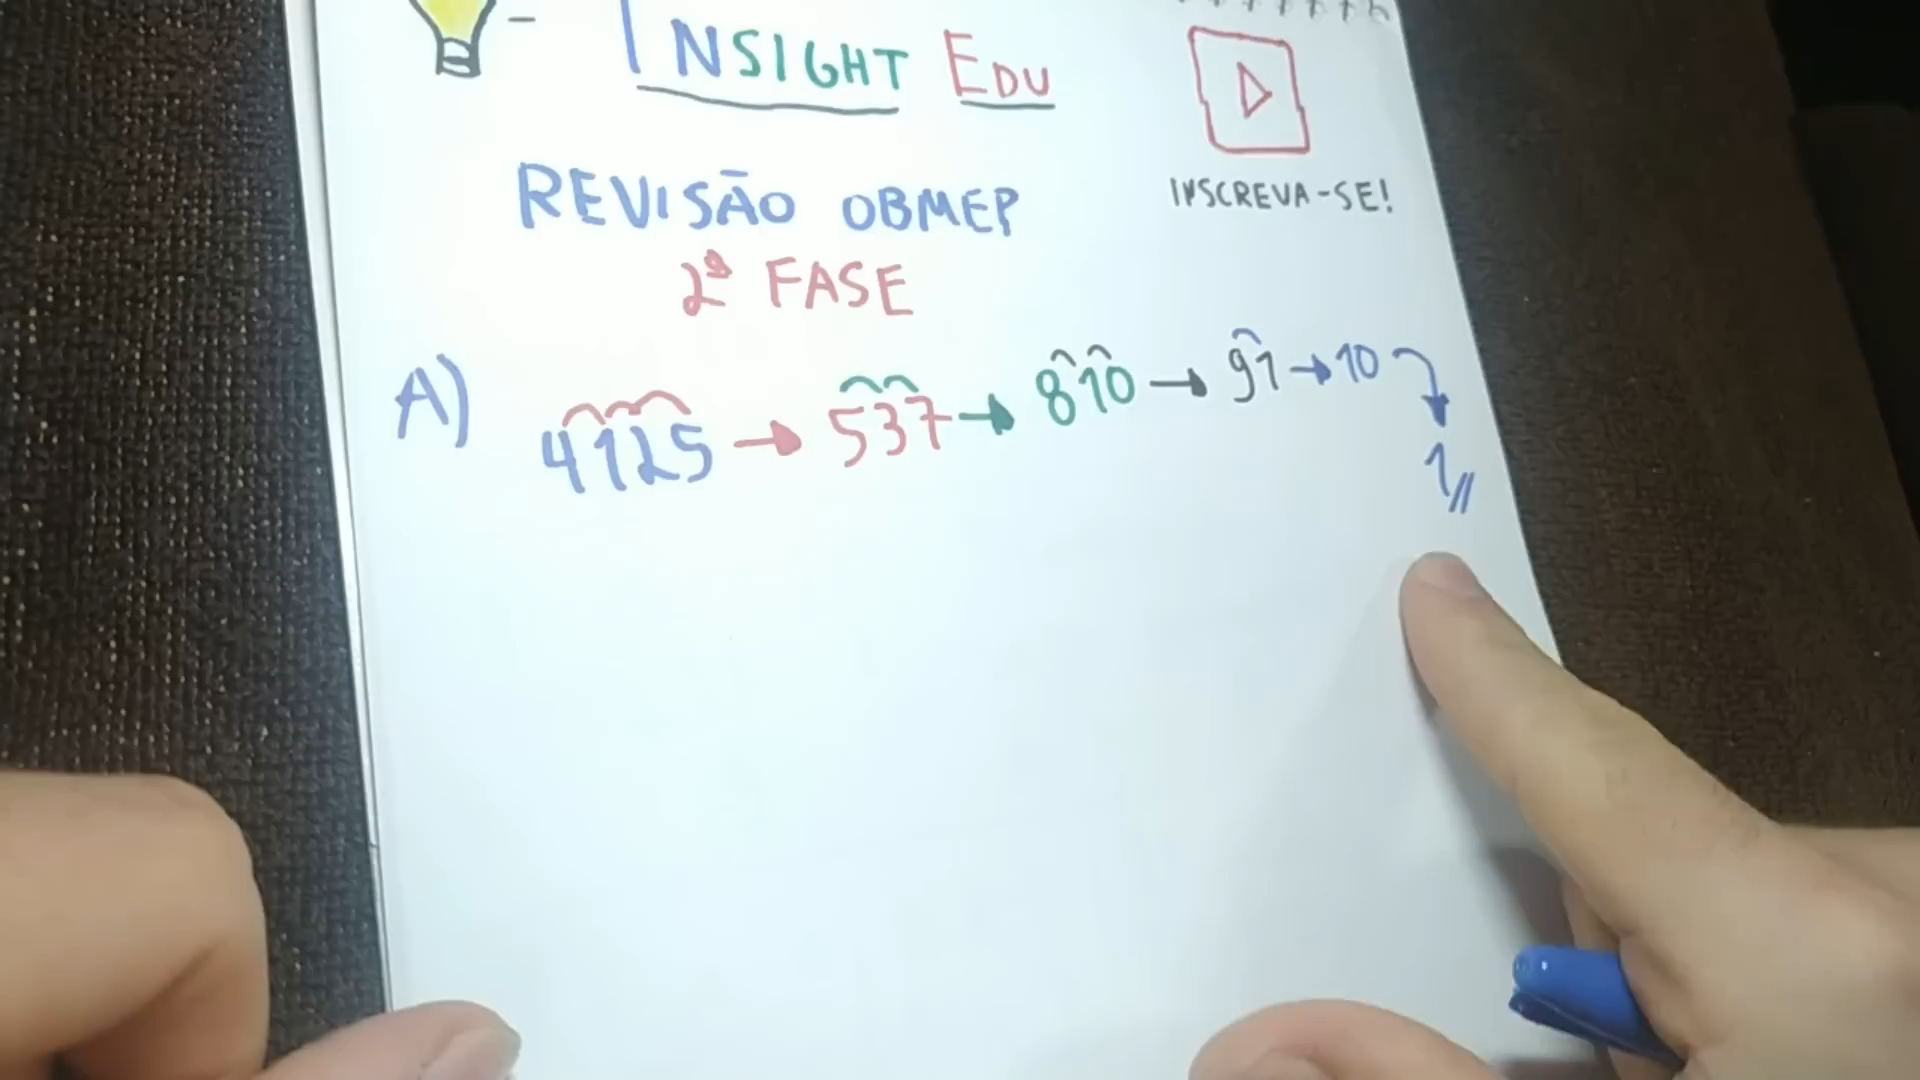 - INSIGHT EDU
INSCREVA-SE!
REVISÃO OBMEP
2ª FASE
A) 4125 → 537 → 810 → 91 → 10
1//